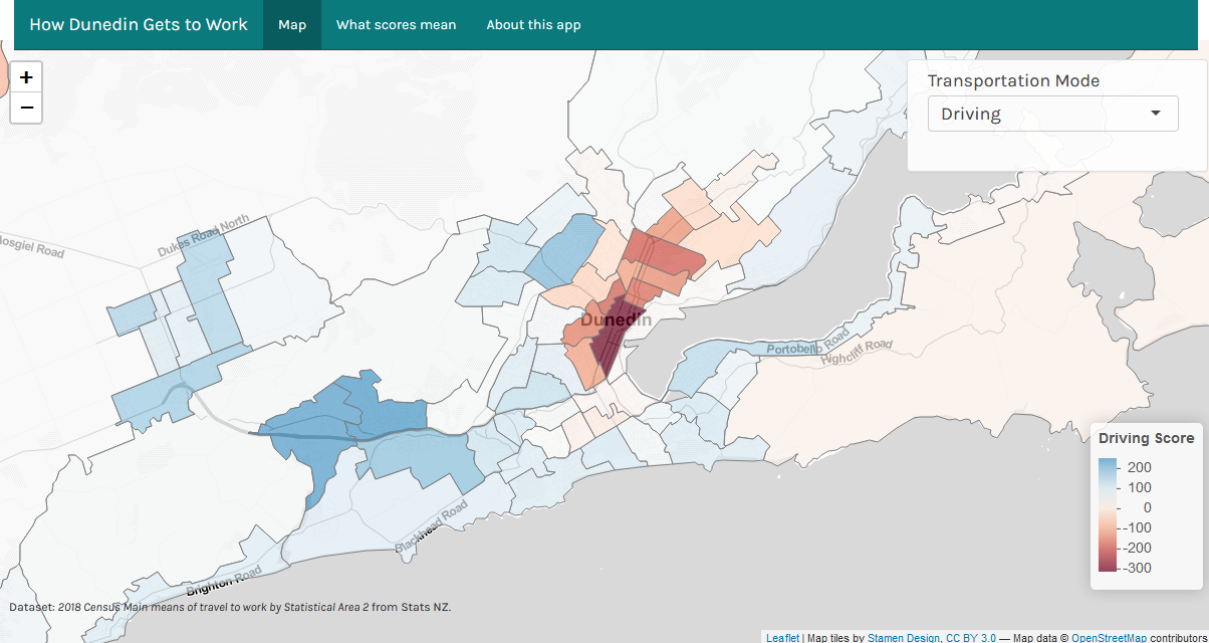 How Dunedin Gets to Work
Map
What scores mean
About this app
+
−
Transportation Mode
Driving
Dukes Road North
Mosgiel Road
Dunedin
Portobello Road
Highcliff Road
Blackhead Road
Brighton Road
Driving Score
200
100
0
-100
-200
-300
Dataset: 2018 Census Main means of travel to work by Statistical Area 2 from Stats NZ.
Leaflet | Map tiles by Stamen Design, CC BY 3.0 — Map data © OpenStreetMap contributors